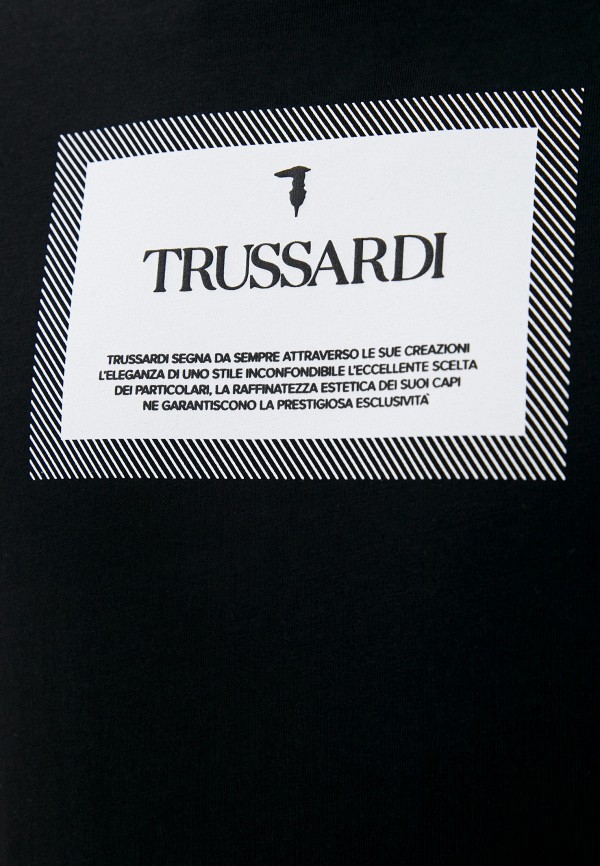 TRUSSARDI
TRUSSARDI SEGNA DA SEMPRE ATTRAVERSO LE SUE CREAZIONI
L'ELEGANZA DI UNO STILE INCONFONDIBILE L'ECCELLENTE SCELTA
DEI PARTICOLARI, LA RAFFINATEZZA ESTETICA DEI SUOI CAPI
NE GARANTISCONO LA PRESTIGIOSA ESCLUSIVITA`